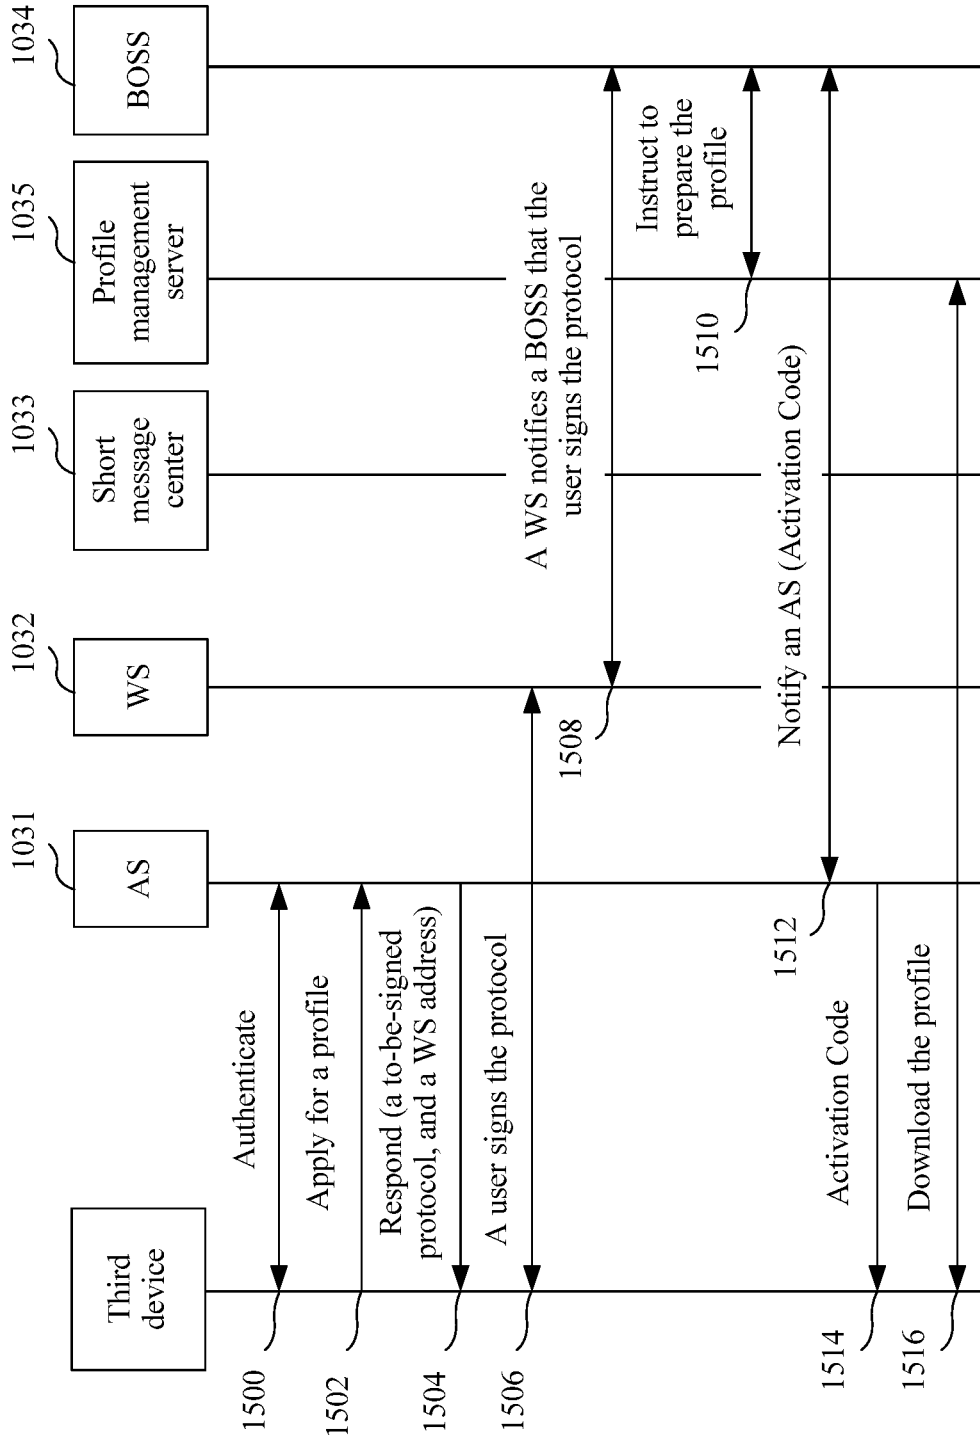 Third
device
1031
AS
1032
WS
1033
Short
message
center
1035
Profile
management
server
1034
BOSS
1500
Authenticate
1502
Apply for a profile
1504
Respond (a to-be-signed
protocol, and a WS address)
1506
A user signs the protocol
1508
A WS notifies a BOSS that the
user signs the protocol
1510
Instruct to
prepare the
profile
1512
Notify an AS (Activation Code)
1514
Activation Code
1516
Download the profile